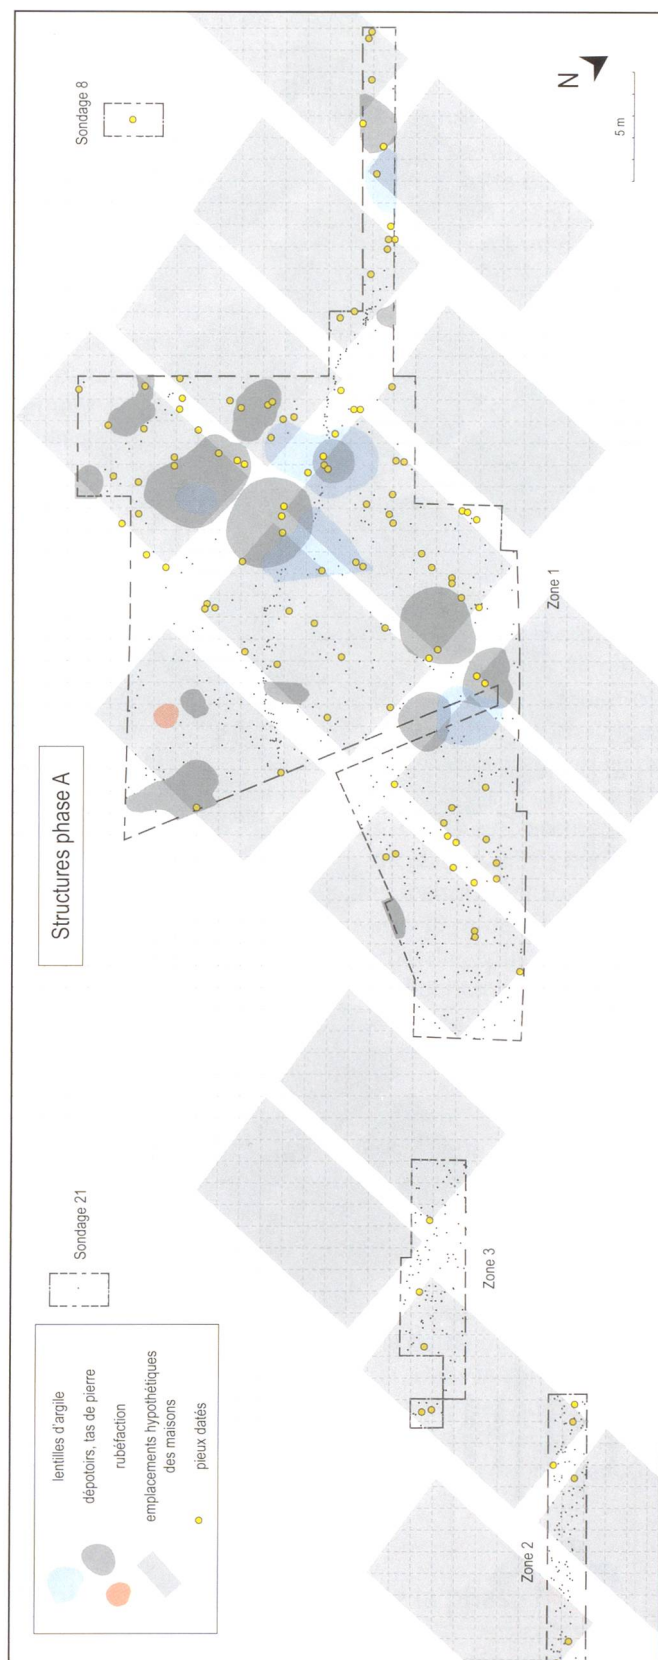 Structures phase A
Sondage 8
N
5 m
Zone 1
Sondage 21
Zone 3
Zone 2
lentilles d'argile
dépotoirs, tas de pierre
rubéfaction
emplacements hypothétiques
des maisons
pieux datés